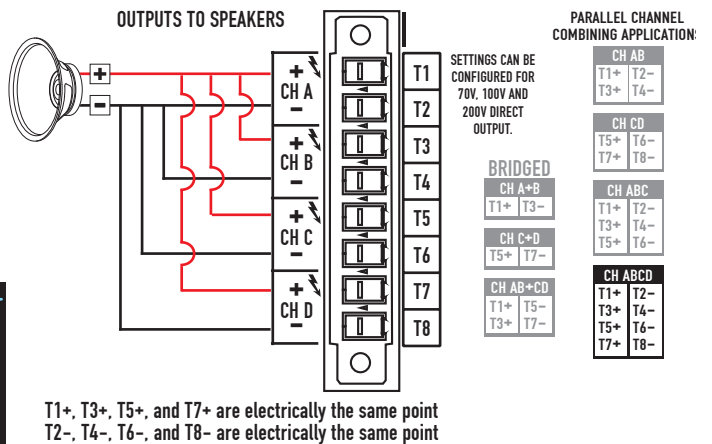 OUTPUTS TO SPEAKERS
+
−
+
CH A
−
+
CH B
−
+
CH C
−
+
CH D
−
T1
T2
T3
T4
T5
T6
T7
T8
SETTINGS CAN BE
CONFIGURED FOR
70V, 100V AND
200V DIRECT
OUTPUT.
BRIDGED
CH A+B
T1+ T3−
CH C+D
T5+ T7−
CH AB+CD
T1+ T5−
T3+ T7−
PARALLEL CHANNEL
COMBINING APPLICATION
CH AB
T1+ T2−
T3+ T4−
CH CD
T5+ T6−
T7+ T8−
CH ABC
T1+ T2−
T3+ T4−
T5+ T6−
CH ABCD
T1+ T2−
T3+ T4−
T5+ T6−
T7+ T8−
T1+, T3+, T5+, and T7+ are electrically the same point
T2−, T4−, T6−, and T8− are electrically the same point